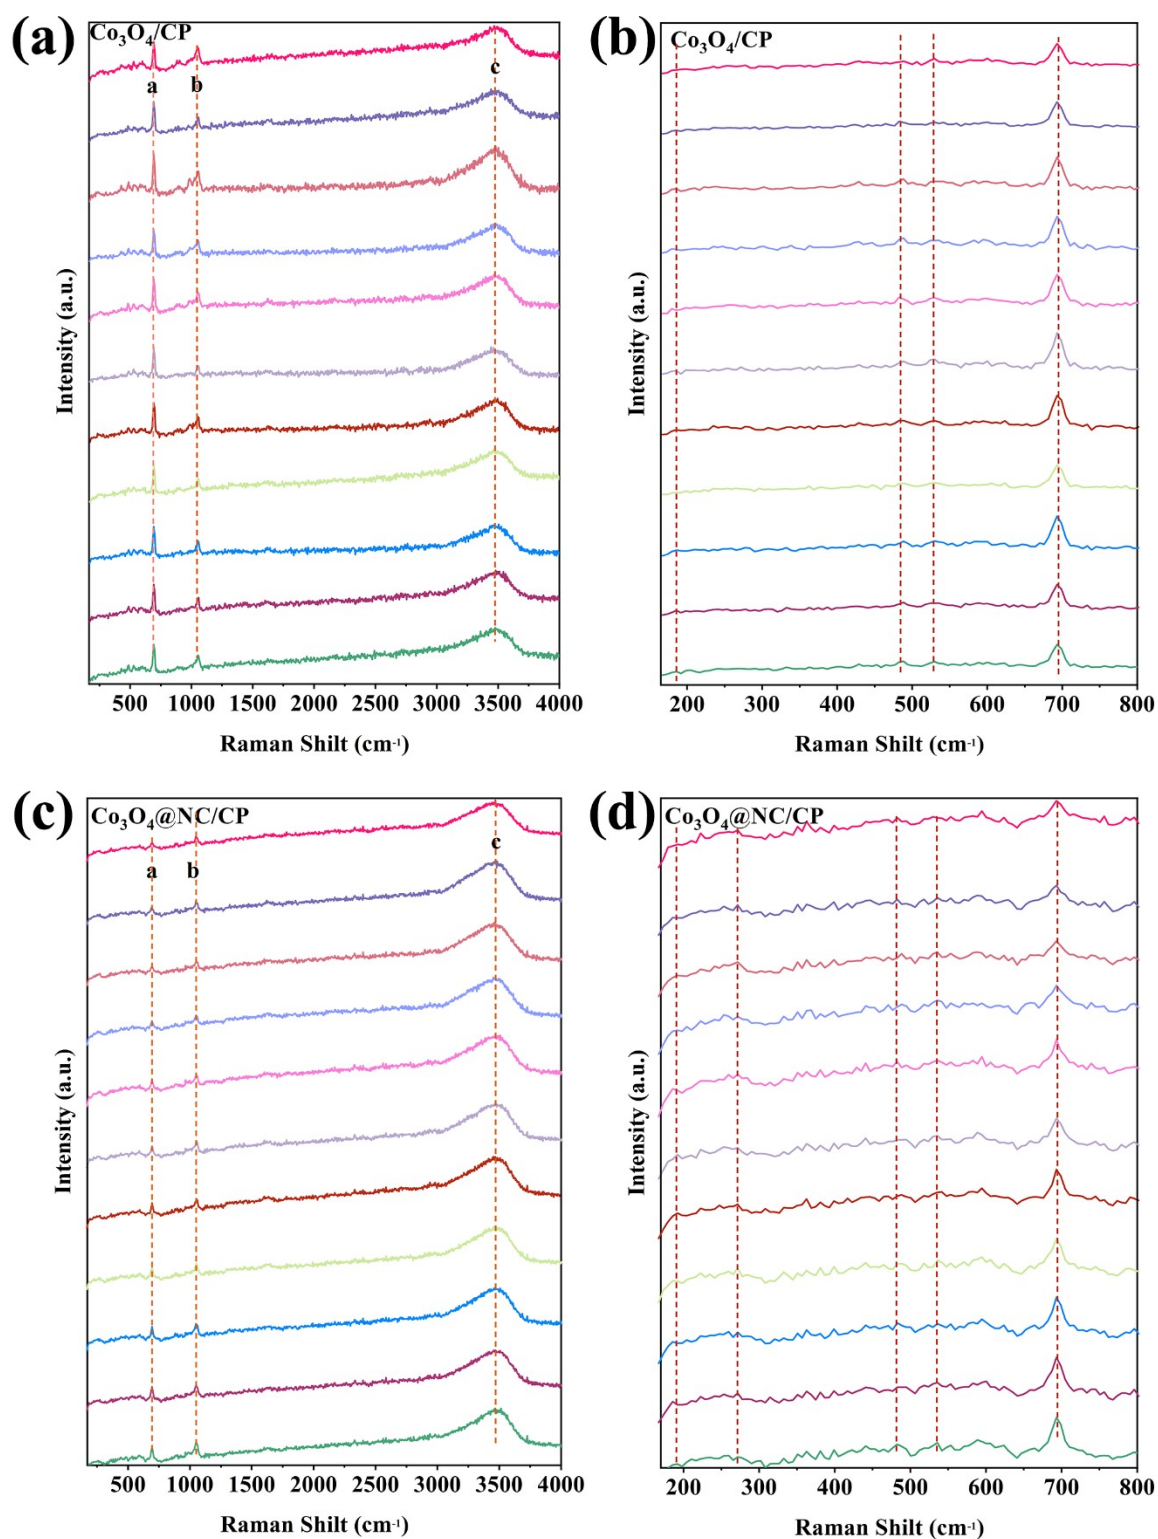 (a) Co₃O₄/CP
a b c
Intensity (a.u.)
500 1000 1500 2000 2500 3000 3500 4000
Raman Shilt (cm⁻¹)
(b) Co₃O₄/CP
Intensity (a.u.)
200 300 400 500 600 700 800
Raman Shilt (cm⁻¹)
(c) Co₃O₄@NC/CP
a b c
Intensity (a.u.)
500 1000 1500 2000 2500 3000 3500 4000
Raman Shilt (cm⁻¹)
(d) Co₃O₄@NC/CP
Intensity (a.u.)
200 300 400 500 600 700 800
Raman Shilt (cm⁻¹)